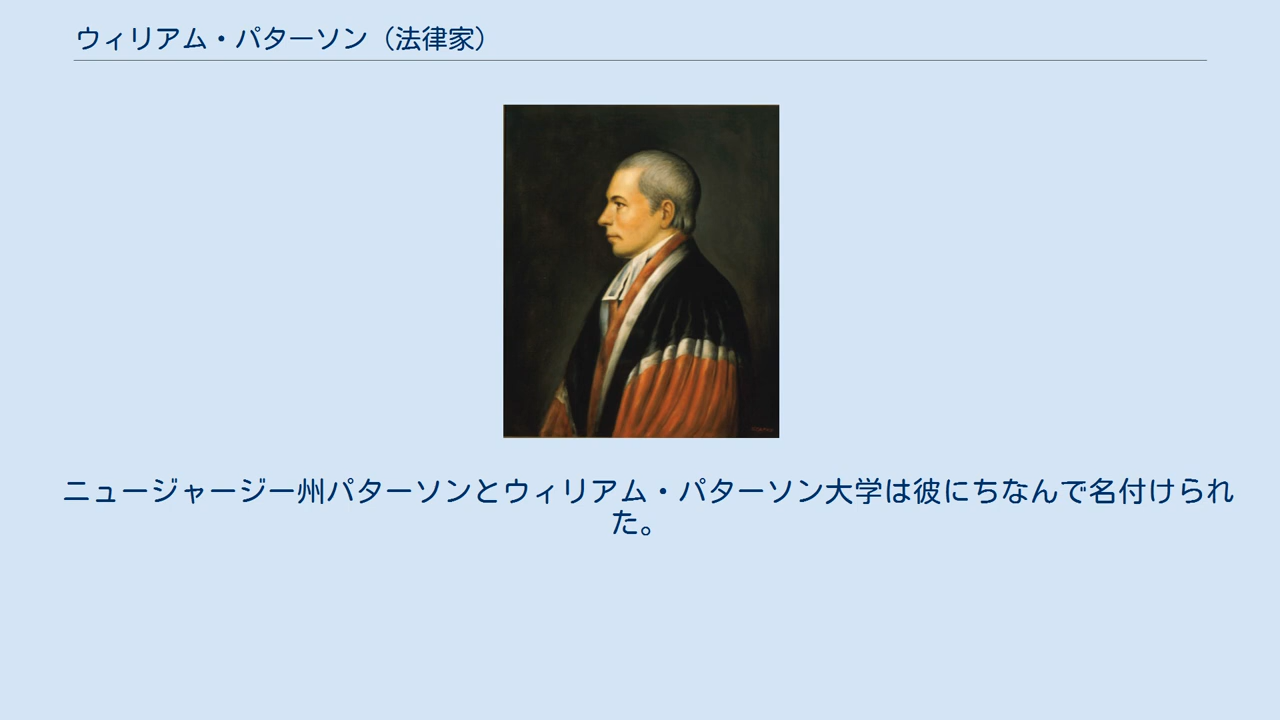 ウィリアム・パターソン（法律家）
ニュージャージー州パターソンとウィリアム・パターソン大学は彼にちなんで名付けられ
た。